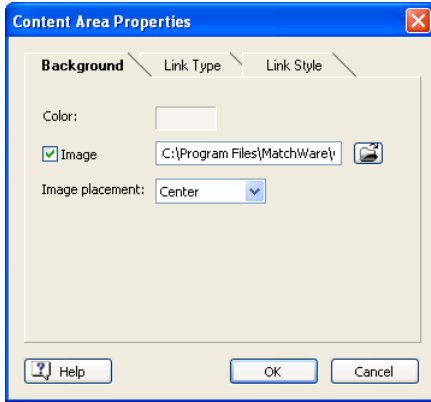 Content Area Properties
Background Link Type Link Style
Color:
Image C:\Program Files\MatchWare\
Image placement: Center
Help OK Cancel